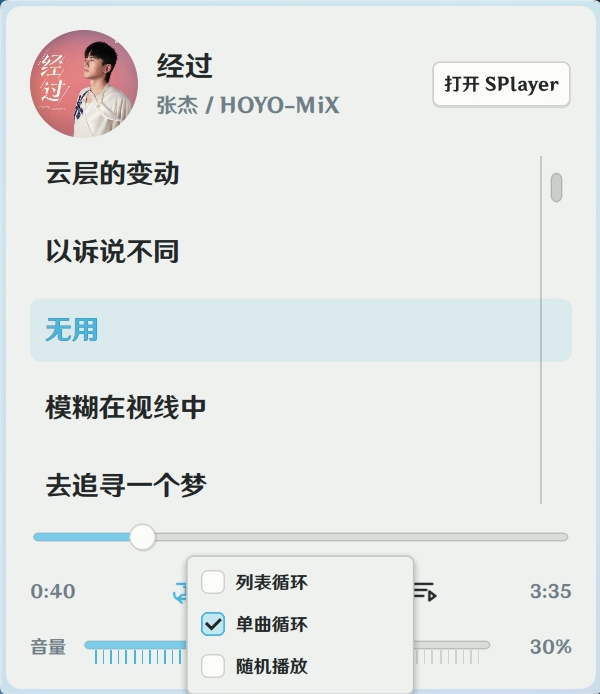 经过
经过
张杰 / HOYO-MiX
打开 SPlayer
云层的变动
以诉说不同
无用
模糊在视线中
去追寻一个梦
0:40
3:35
列表循环
单曲循环
随机播放
音量
30%